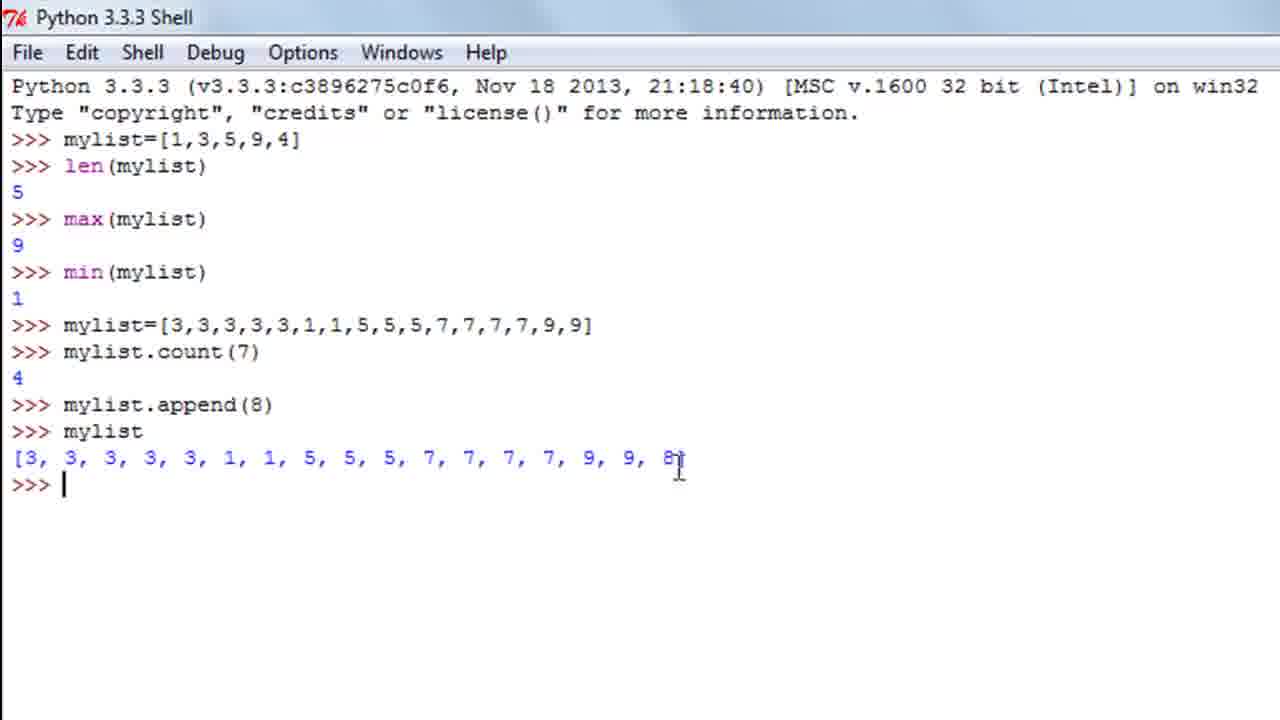 Python 3.3.3 Shell
File Edit Shell Debug Options Windows Help
Python 3.3.3 (v3.3.3:c3896275c0f6, Nov 18 2013, 21:18:40) [MSC v.1600 32 bit (Intel)] on win32
Type "copyright", "credits" or "license()" for more information.
>>> mylist=[1,3,5,9,4]
>>> len(mylist)
5
>>> max(mylist)
9
>>> min(mylist)
1
>>> mylist=[3,3,3,3,3,1,1,5,5,5,7,7,7,7,9,9]
>>> mylist.count(7)
4
>>> mylist.append(8)
>>> mylist
[3, 3, 3, 3, 3, 1, 1, 5, 5, 5, 7, 7, 7, 7, 9, 9, 8]
>>>